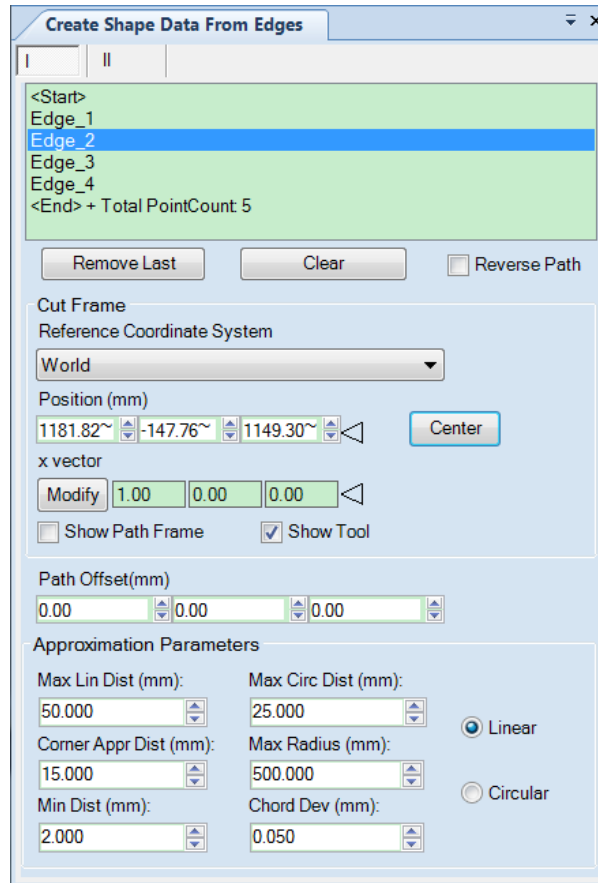 Create Shape Data From Edges
I II
<Start>
Edge_1
Edge_2
Edge_3
Edge_4
<End> + Total PointCount: 5
Remove Last Clear Reverse Path
Cut Frame
Reference Coordinate System
World
Position (mm)
1181.82~ -147.76~ 1149.30~ Center
x vector
Modify 1.00 0.00 0.00
Show Path Frame Show Tool
Path Offset(mm)
0.00 0.00 0.00
Approximation Parameters
Max Lin Dist (mm): Max Circ Dist (mm):
50.000 25.000
Linear
Corner Appr Dist (mm): Max Radius (mm):
15.000 500.000
Circular
Min Dist (mm): Chord Dev (mm):
2.000 0.050